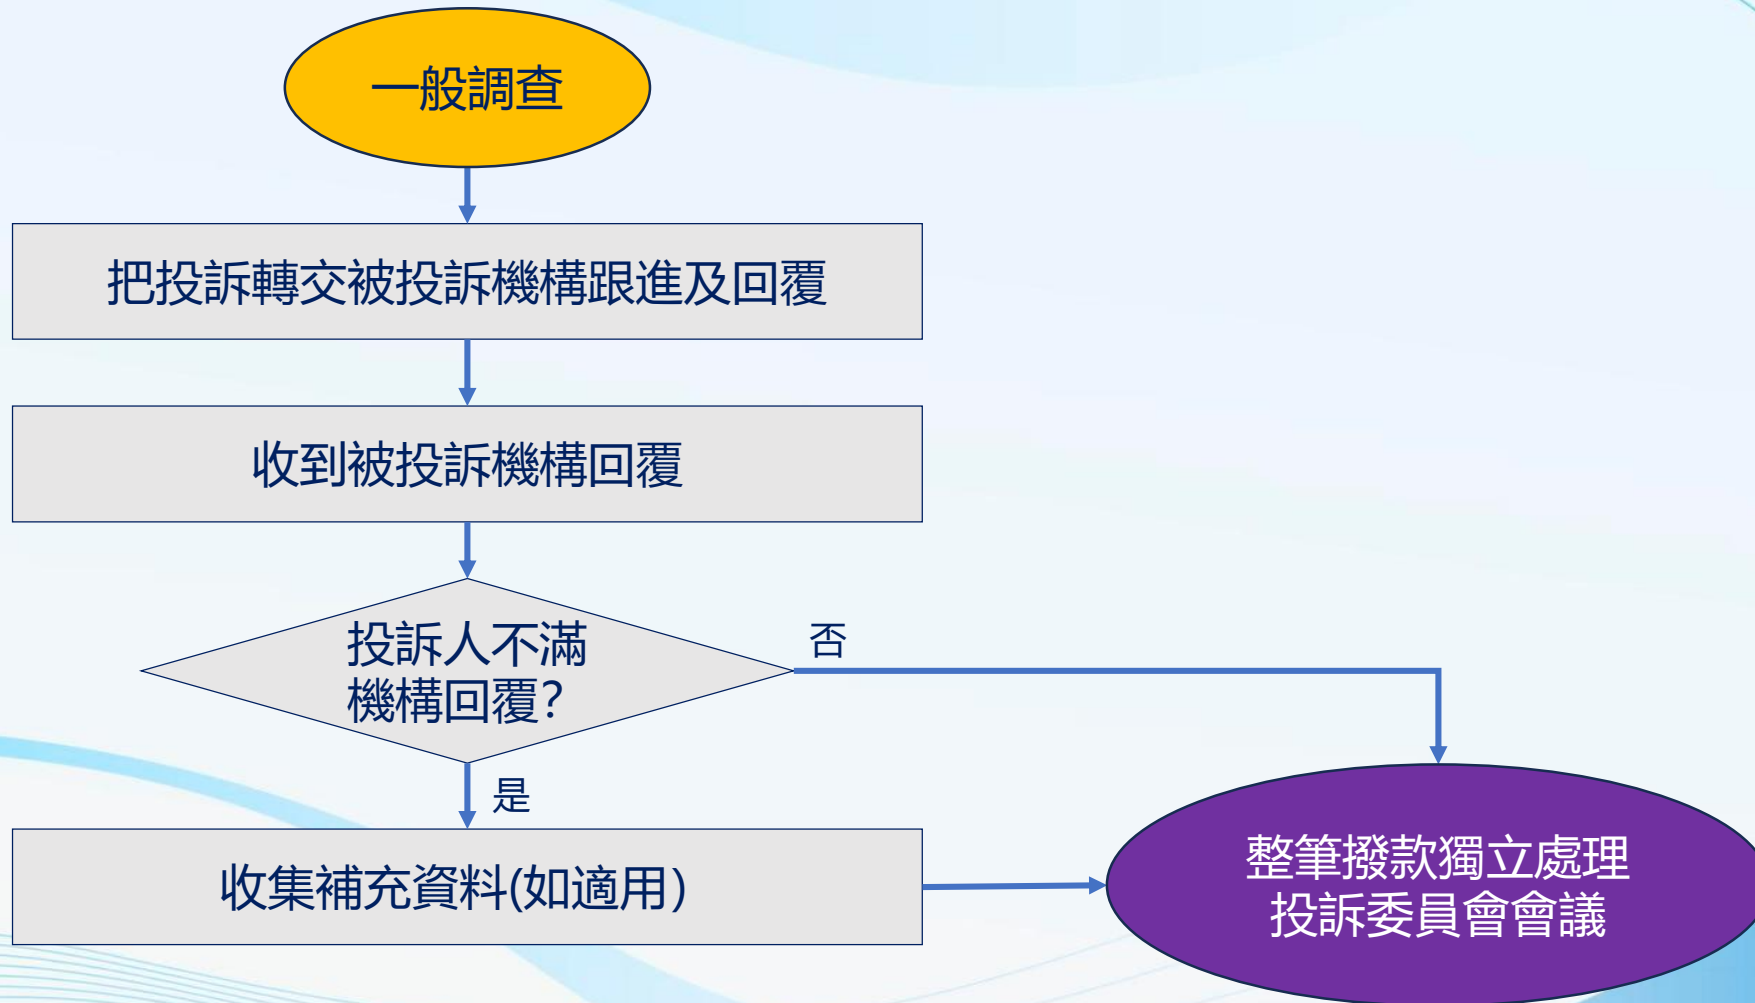 一般調查
把投訴轉交被投訴機構跟進及回覆
收到被投訴機構回覆
投訴人不滿
機構回覆?
否
是
收集補充資料(如適用)
整筆撥款獨立處理
投訴委員會會議